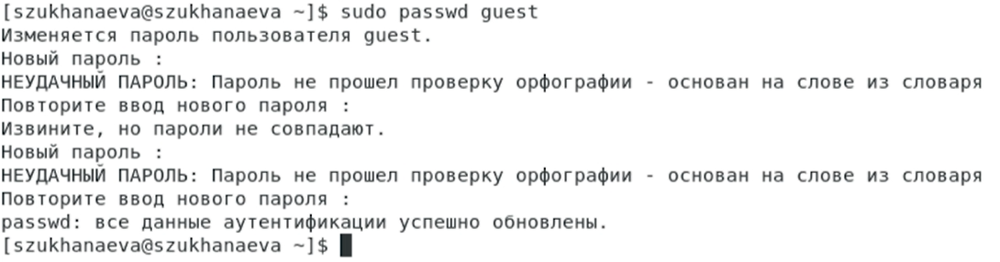 [szukhanaeva@szukhanaeva ~]$ sudo passwd guest
Изменяется пароль пользователя guest.
Новый пароль :
НЕУДАЧНЫЙ ПАРОЛЬ: Пароль не прошел проверку орфографии - основан на слове из словаря
Повторите ввод нового пароля :
Извините, но пароли не совпадают.
Новый пароль :
НЕУДАЧНЫЙ ПАРОЛЬ: Пароль не прошел проверку орфографии - основан на слове из словаря
Повторите ввод нового пароля :
passwd: все данные аутентификации успешно обновлены.
[szukhanaeva@szukhanaeva ~]$